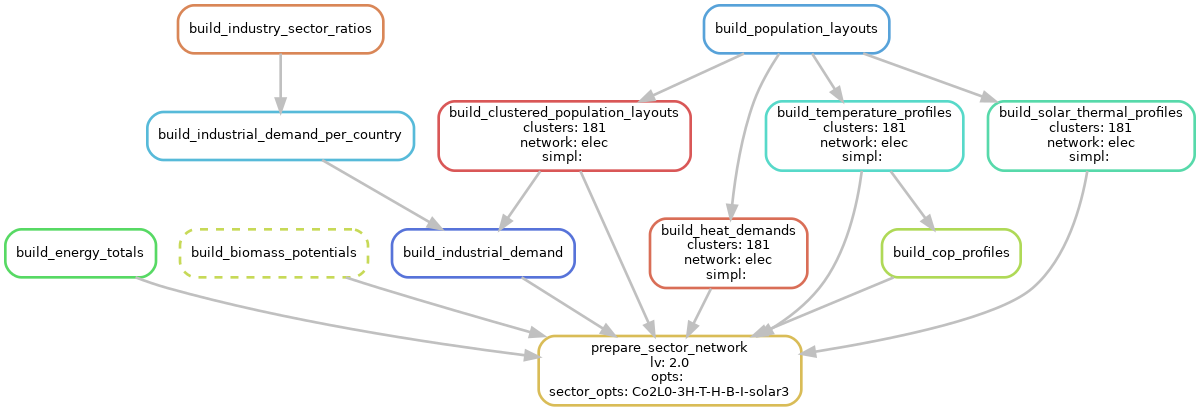 build_industry_sector_ratios
build_population_layouts
build_industrial_demand_per_country
build_clustered_population_layouts
clusters: 181
network: elec
simpl:
build_temperature_profiles
clusters: 181
network: elec
simpl:
build_solar_thermal_profiles
clusters: 181
network: elec
simpl:
build_energy_totals
build_biomass_potentials
build_industrial_demand
build_heat_demands
clusters: 181
network: elec
simpl:
build_cop_profiles
prepare_sector_network
lv: 2.0
opts:
sector_opts: Co2L0-3H-T-H-B-I-solar3